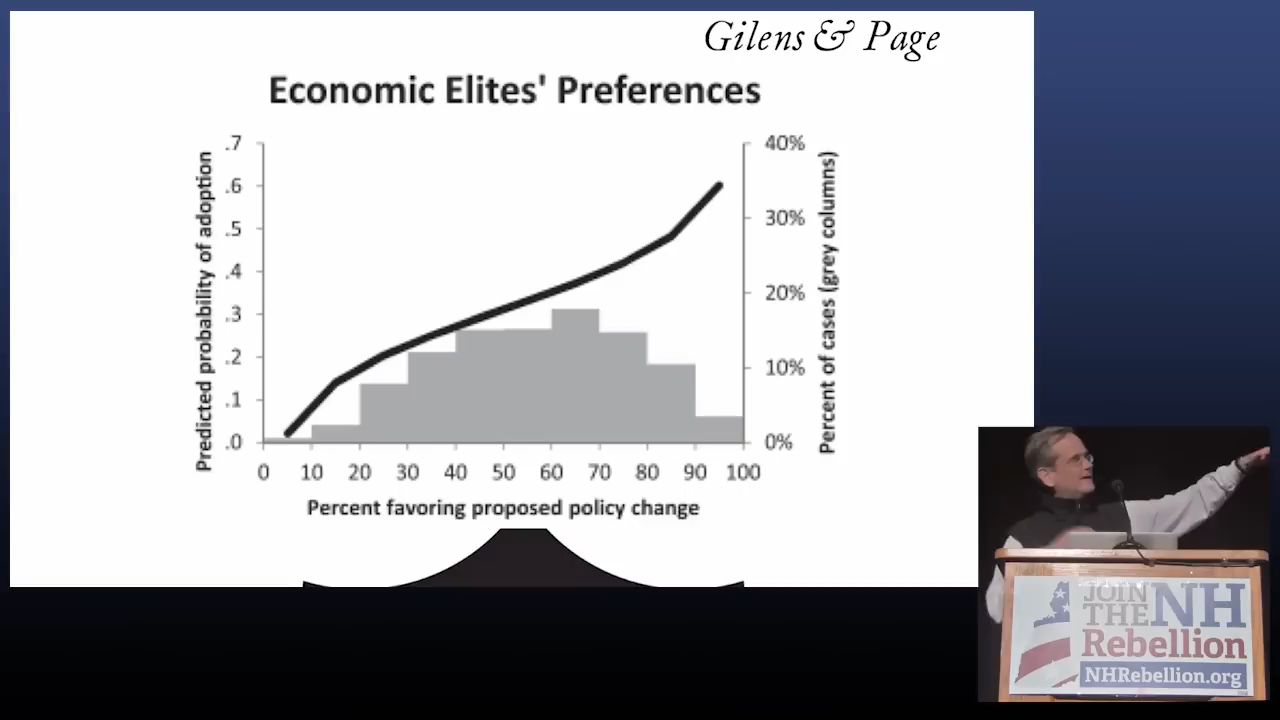 Gilens & Page
Economic Elites' Preferences
Predicted probability of adoption
.7
.6
.5
.4
.3
.2
.1
.0
40%
30%
20%
10%
0%
Percent of cases (grey columns)
0 10 20 30 40 50 60 70 80 90 100
Percent favoring proposed policy change
JOIN
THE NH
Rebellion
NHRebellion.org